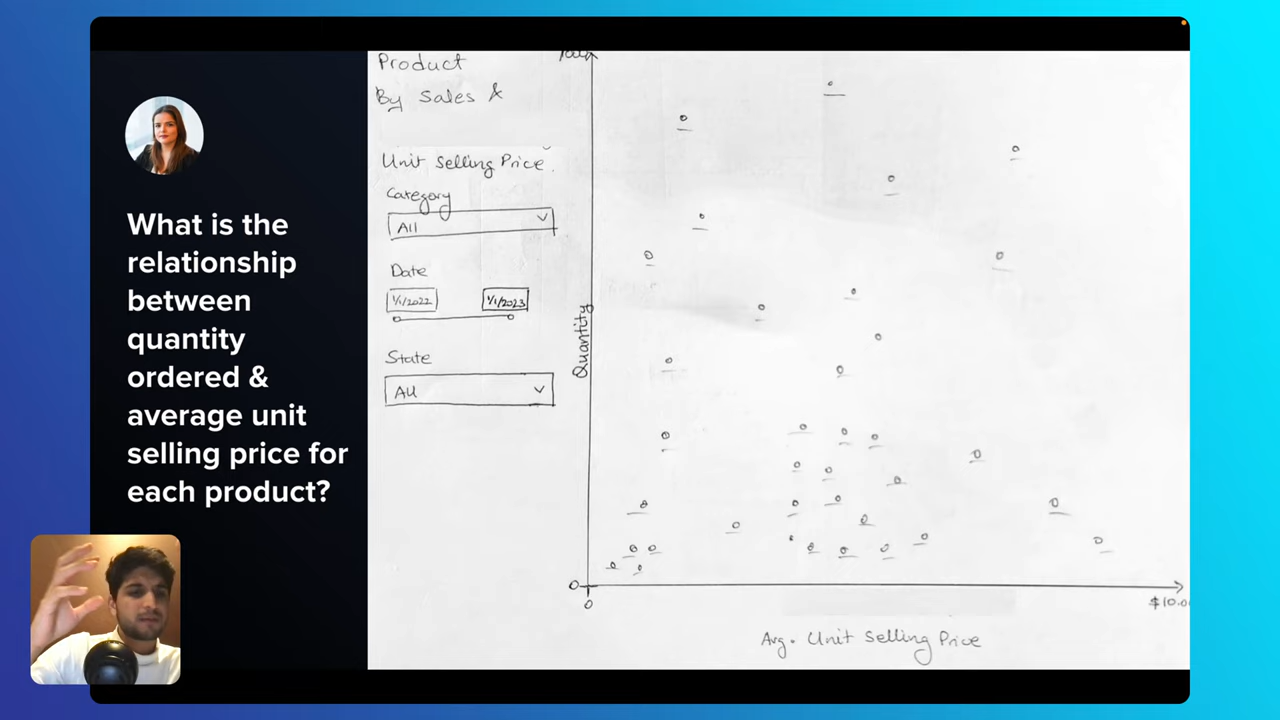 What is the
relationship
between
quantity
ordered &
average unit
selling price for
each product?
Product
By Sales &
Unit Selling Price.
Category
All
Date
1/1/2022 1/1/2023
State
All
Quantity
0
0
Avg. Unit Selling Price